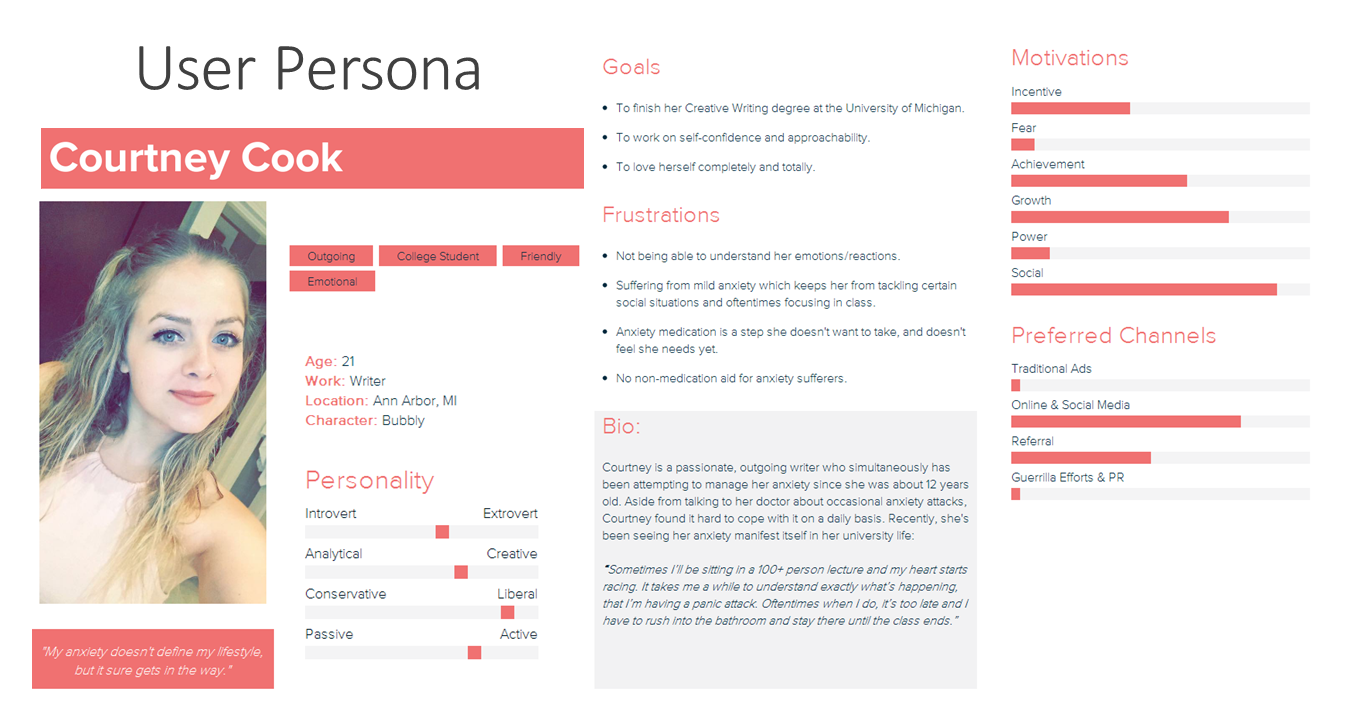 User Persona
Courtney Cook
Outgoing
College Student
Friendly
Emotional
Age: 21
Work: Writer
Location: Ann Arbor, MI
Character: Bubbly
Personality
Introvert Extrovert
Analytical Creative
Conservative Liberal
Passive Active
"My anxiety doesn't define my lifestyle,
but it sure gets in the way."
Goals
• To finish her Creative Writing degree at the University of Michigan.
• To work on self-confidence and approachability.
• To love herself completely and totally.
Frustrations
• Not being able to understand her emotions/reactions.
• Suffering from mild anxiety which keeps her from tackling certain
social situations and oftentimes focusing in class.
• Anxiety medication is a step she doesn't want to take, and doesn't
feel she needs yet.
• No non-medication aid for anxiety sufferers.
Bio:
Courtney is a passionate, outgoing writer who simultaneously has
been attempting to manage her anxiety since she was about 12 years
old. Aside from talking to her doctor about occasional anxiety attacks,
Courtney found it hard to cope with it on a daily basis. Recently, she's
been seeing her anxiety manifest itself in her university life:
"Sometimes I'll be sitting in a 100+ person lecture and my heart starts
racing. It takes me a while to understand exactly what's happening,
that I'm having a panic attack. Oftentimes when I do, it's too late and I
have to rush into the bathroom and stay there until the class ends."
Motivations
Incentive
Fear
Achievement
Growth
Power
Social
Preferred Channels
Traditional Ads
Online & Social Media
Referral
Guerrilla Efforts & PR